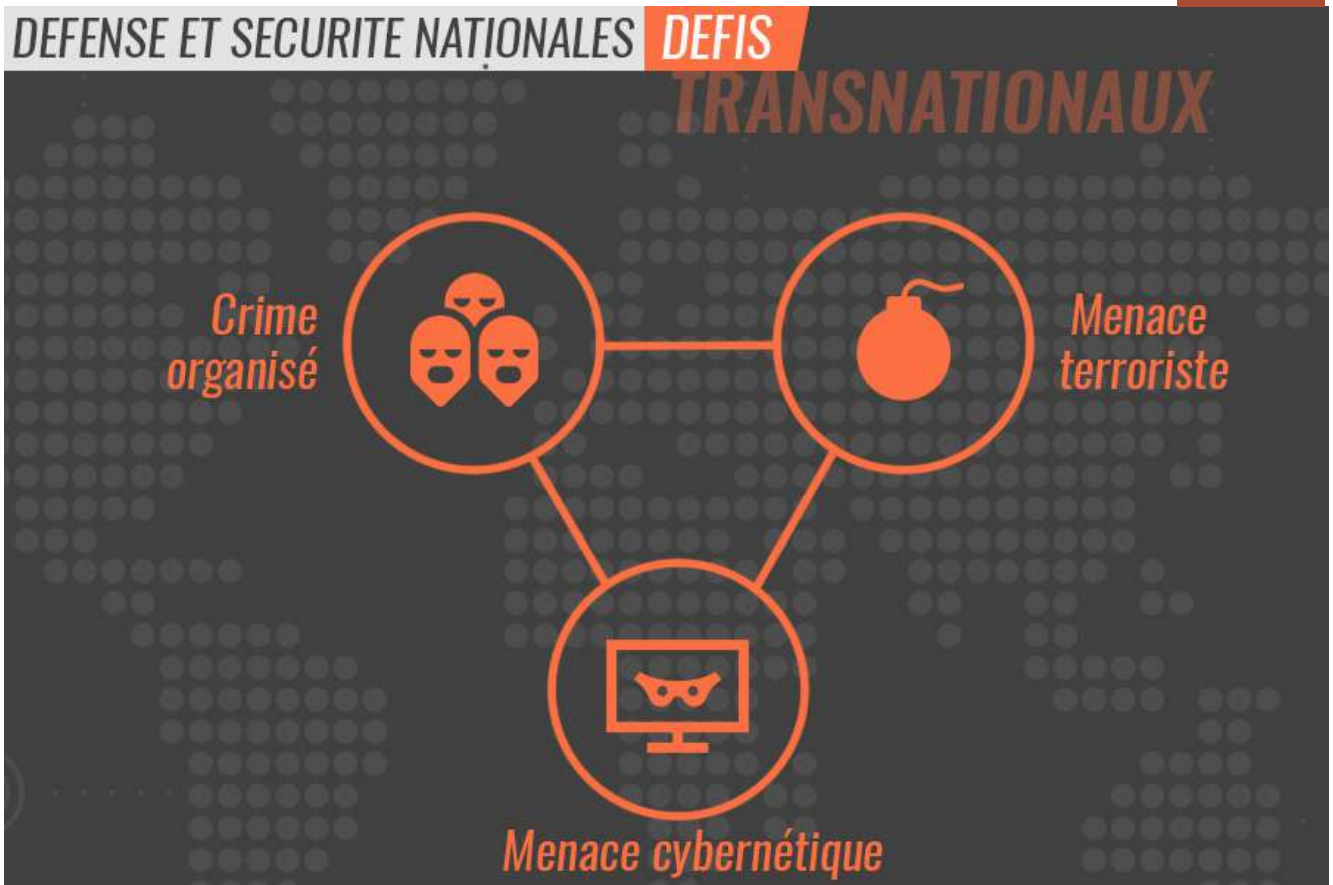 DEFENSE ET SECURITE NATIONALES DEFIS
TRANSNATIONAUX
Crime
organisé
Menace
terroriste
Menace cybernétique